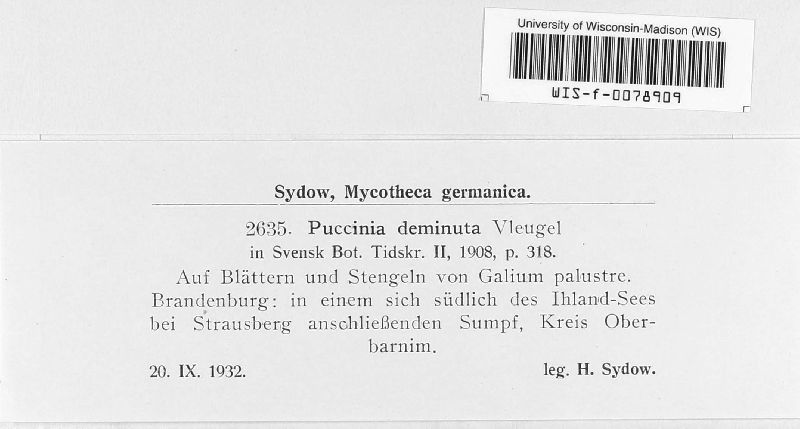 University of Wisconsin-Madison (WIS)
WIS-f-0078909
Sydow, Mycotheca germanica.
2635. Puccinia deminuta Vleugel
in Svensk Bot. Tidskr. II, 1908, p. 318.
Auf Blättern und Stengeln von Galium palustre.
Brandenburg: in einem sich südlich des Ihland-Sees
bei Strausberg anschließenden Sumpf, Kreis Ober-
barnim.
20. IX. 1932. leg. H. Sydow.